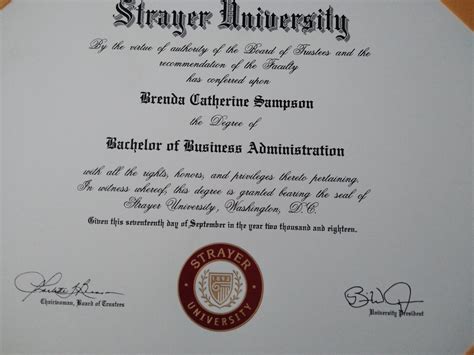 Strayer University
By the virtue of authority of the Board of Trustees and the
recommendation of the Faculty
has conferred upon
Brenda Catherine Sampson
the Degree of
Bachelor of Business Administration
with all the rights, honors, and privileges thereto pertaining.
In witness whereof, this degree is granted bearing the seal of
Strayer University, Washington, D.C.
Given this seventeenth day of September in the year two thousand and eighteen.
STRAYER
1892
UNIVERSITY
Chairwoman, Board of Trustees
University President